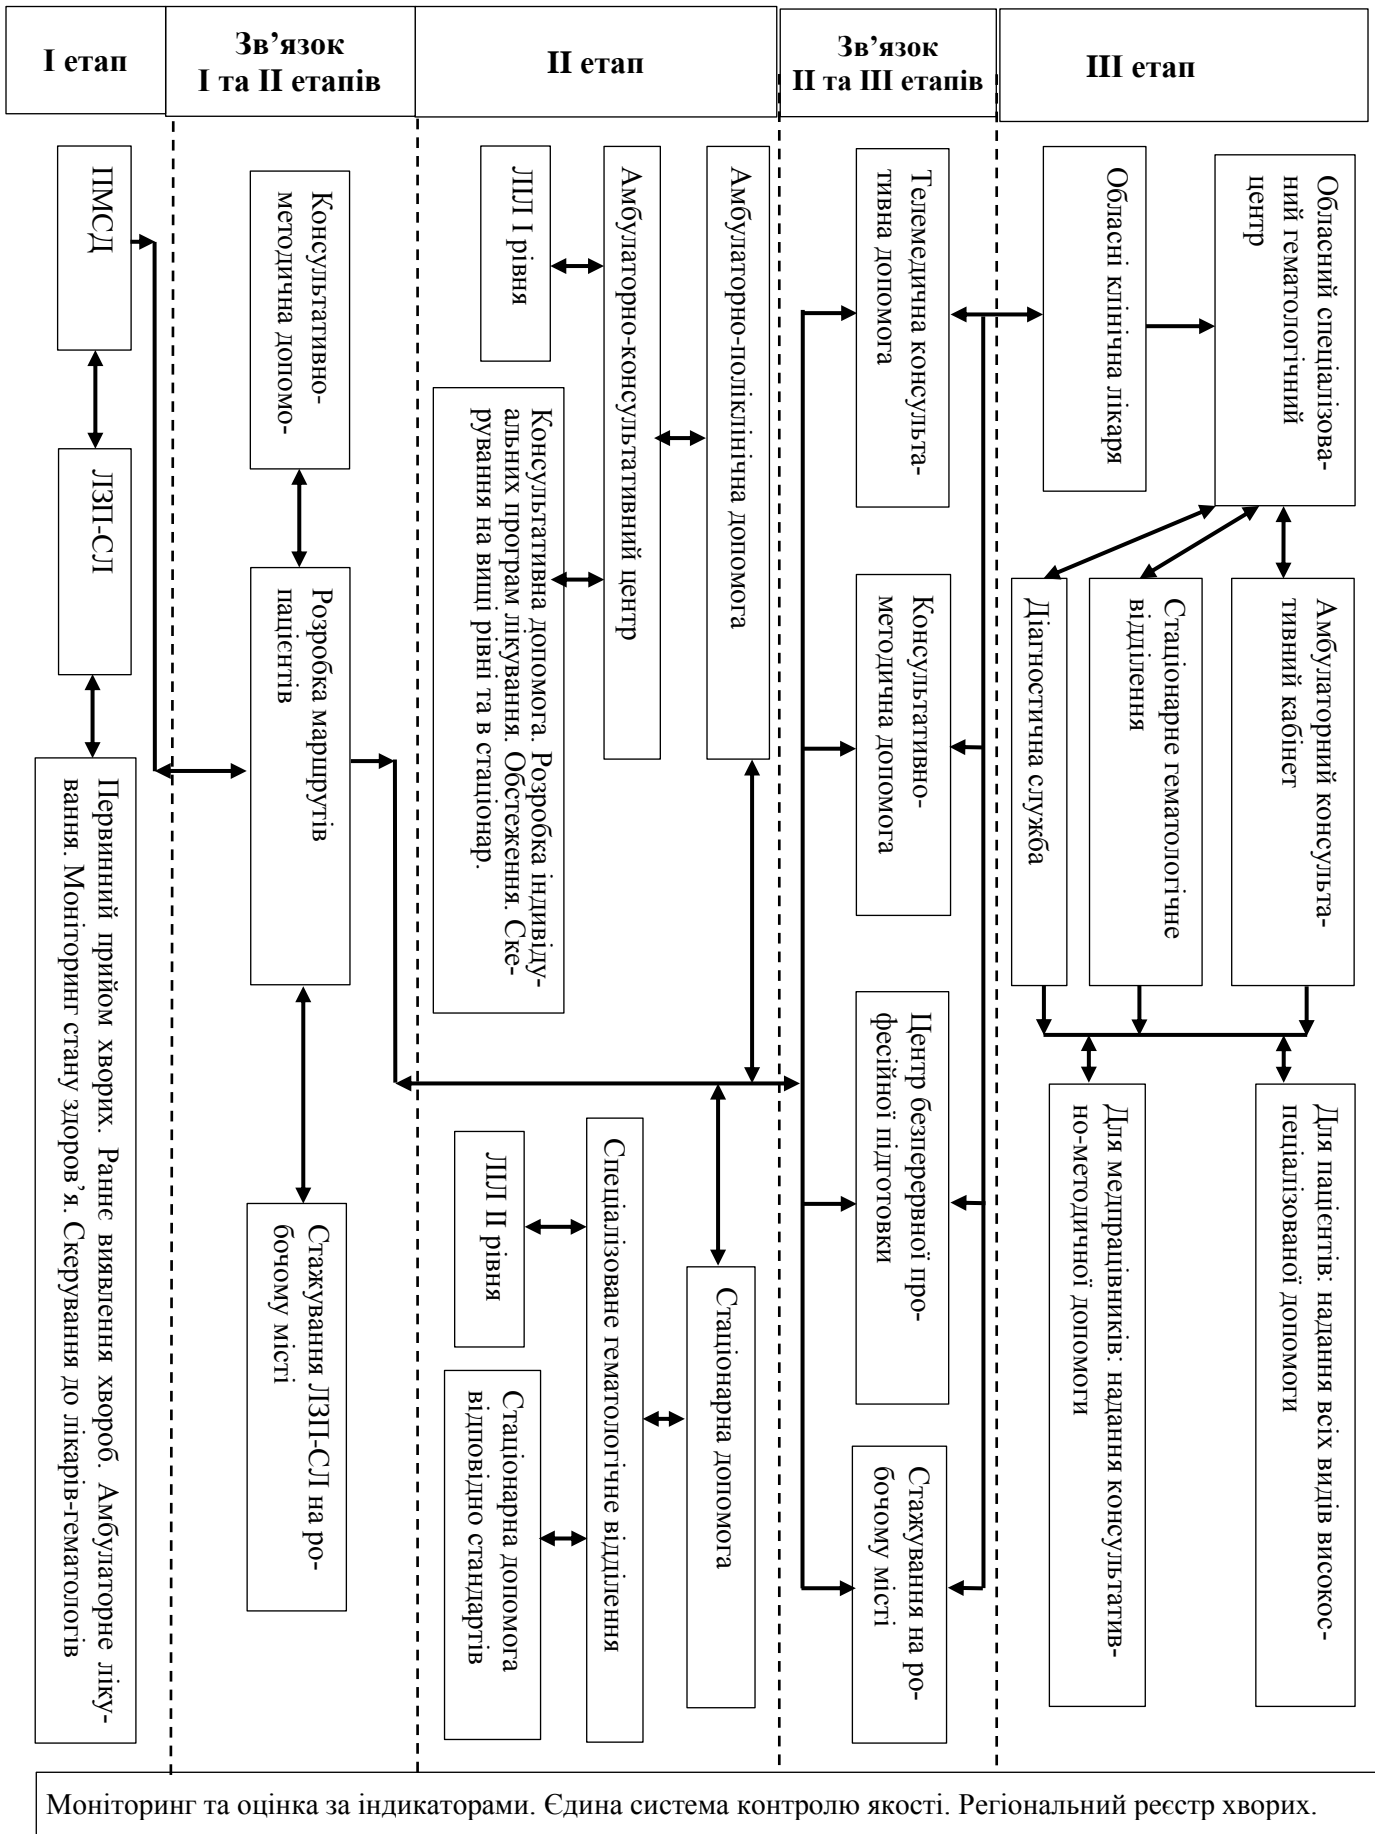 І етап
Зв’язок
І та ІІ етапів
ІІ етап
Зв’язок
ІІ та ІІІ етапів
ІІІ етап
ПМСД
ЛЗП-СЛ
Первинний прийом хворих. Раннє виявлення хвороб. Амбулаторне ліку-
вання. Моніторинг стану здоров’я. Скерування до лікарів-гематологів
Консультативно-
методична допомо-
Розробка маршрутів
пацієнтів
Стажування ЛЗП-СЛ на ро-
бочому місті
Амбулаторно-поліклінічна допомога
Амбулаторно-консультативний центр
ЛІЛ І рівня
Консультативна допомога. Розробка індивіду-
альних програм лікування. Обстеження. Ске-
рування на вищі рівні та в стаціонар.
Стаціонарна допомога
Спеціалізоване гематологічне відділення
ЛІЛ ІІ рівня
Стаціонарна допомога
відповідно стандартів
Телемедична консульта-
тивна допомога
Консультативно-
методична допомога
Центр безперервної про-
фесійної підготовки
Стажування на ро-
бочому місті
Обласний спеціалізова-
ний гематологічний
центр
Обласні клінічна лікаря
Амбулаторний консульта-
тивний кабінет
Стаціонарне гематологічне
відділення
Діагностична служба
Для пацієнтів: надання всіх видів високос-
пеціалізованої допомоги
Для медпрацівників: надання консультатив-
но-методичної допомоги
Моніторинг та оцінка за індикаторами. Єдина система контролю якості. Регіональний реєстр хворих.